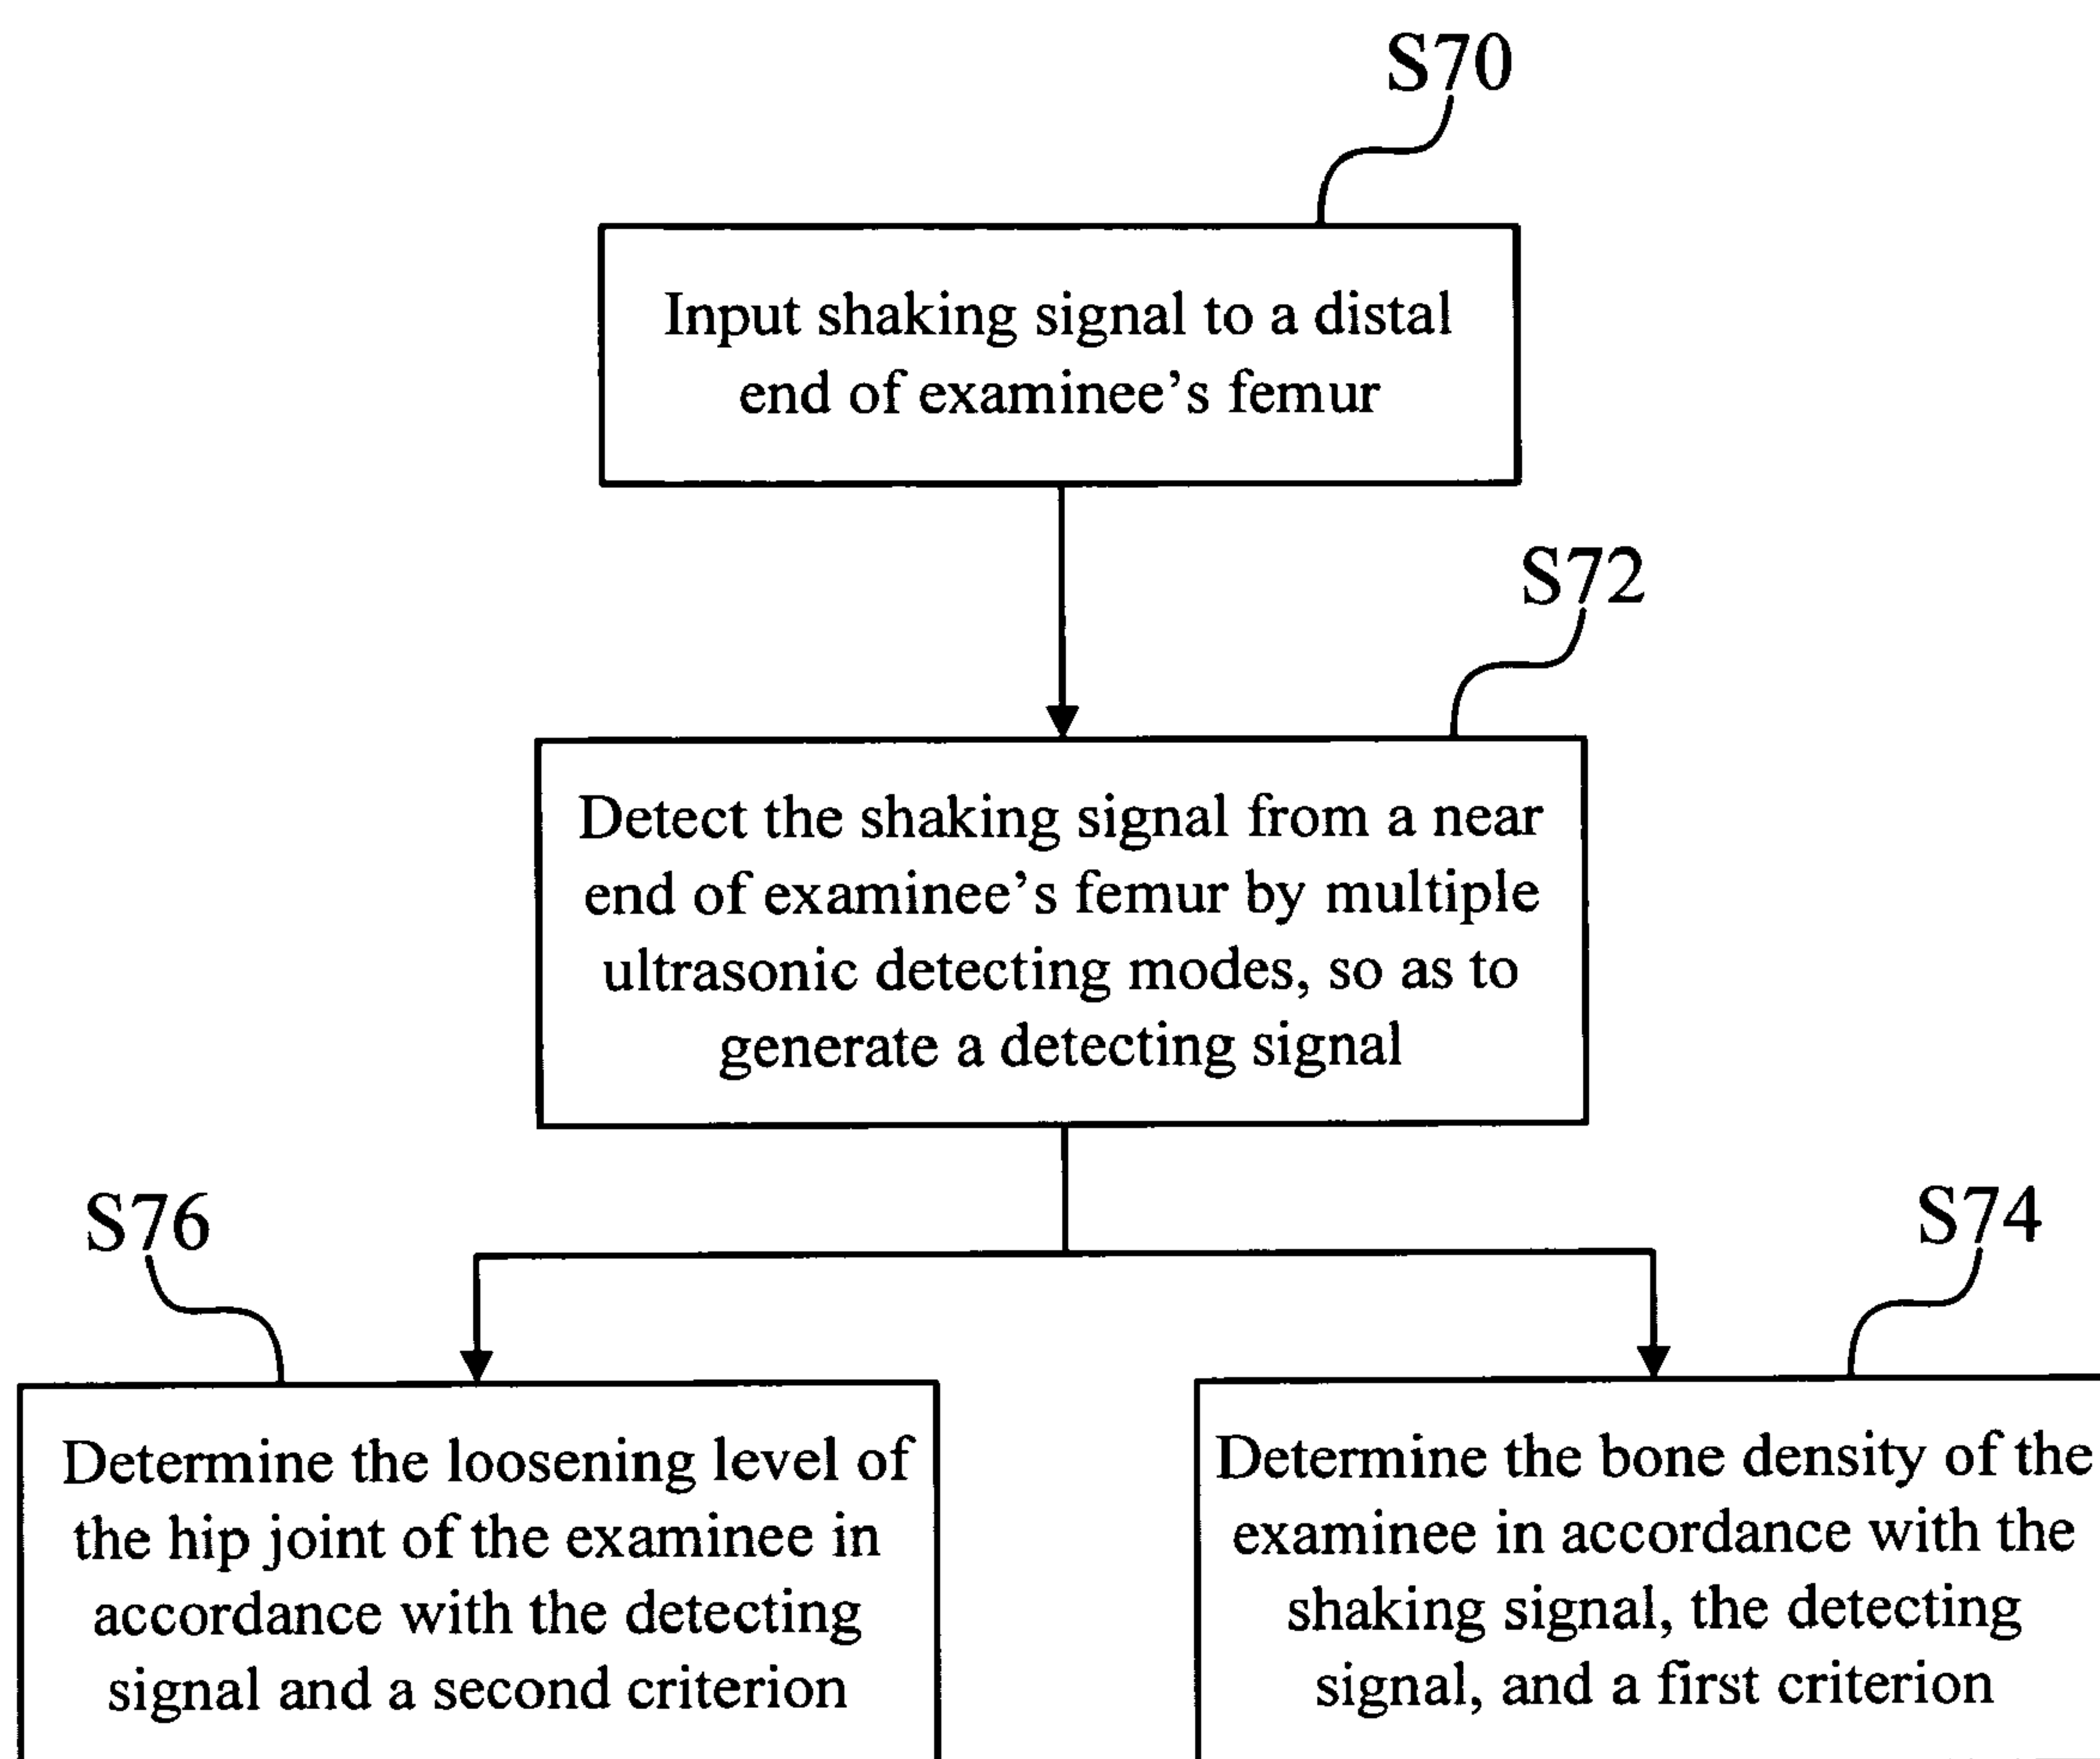 S70
Input shaking signal to a distal
end of examinee's femur
S72
Detect the shaking signal from a near
end of examinee's femur by multiple
ultrasonic detecting modes, so as to
generate a detecting signal
S76
Determine the loosening level of
the hip joint of the examinee in
accordance with the detecting
signal and a second criterion
S74
Determine the bone density of the
examinee in accordance with the
shaking signal, the detecting
signal, and a first criterion